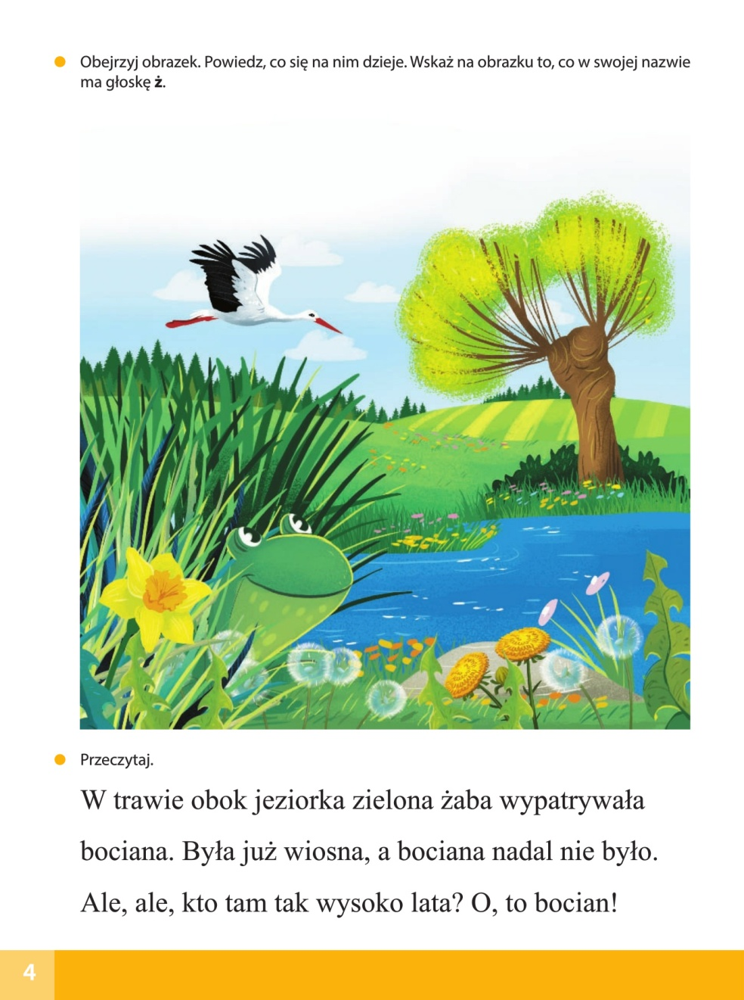 Obejrzyj obrazek. Powiedz, co się na nim dzieje. Wskaż na obrazku to, co w swojej nazwie
ma głoskę ż.
Przeczytaj.
W trawie obok jeziorka zielona żaba wypatrywała
bociana. Była już wiosna, a bociana nadal nie było.
Ale, ale, kto tam tak wysoko lata? O, to bocian!
4